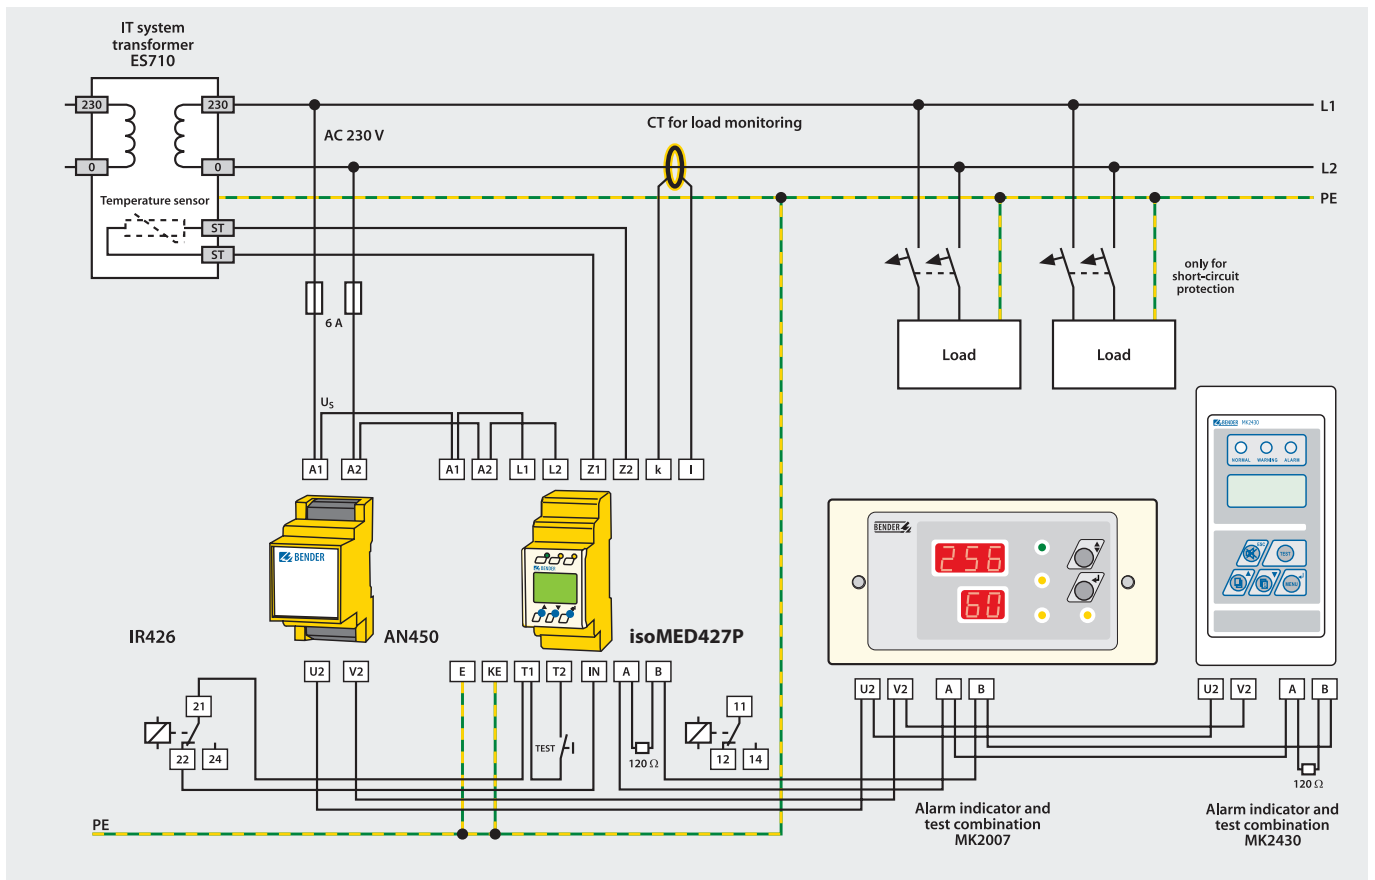 IT system
transformer
ES710
230
230
L1
AC 230 V
CT for load monitoring
0
0
L2
Temperature sensor
PE
ST
ST
only for
short-circuit
protection
6 A
Load
Load
US
A1
A2
A1
A2
L1
L2
Z1
Z2
k
l
BENDER MK2430
NORMAL
WARNING
ALARM
ESC
TEST
MENU
BENDER
BENDER
BENDER
256
60
IR426
AN450
isoMED427P
U2
V2
E
KE
T1
T2
IN
A
B
U2
V2
A
B
U2
V2
A
B
21
22
24
TEST
120 Ω
11
12
14
120 Ω
Alarm indicator and
test combination
MK2007
Alarm indicator and
test combination
MK2430
PE